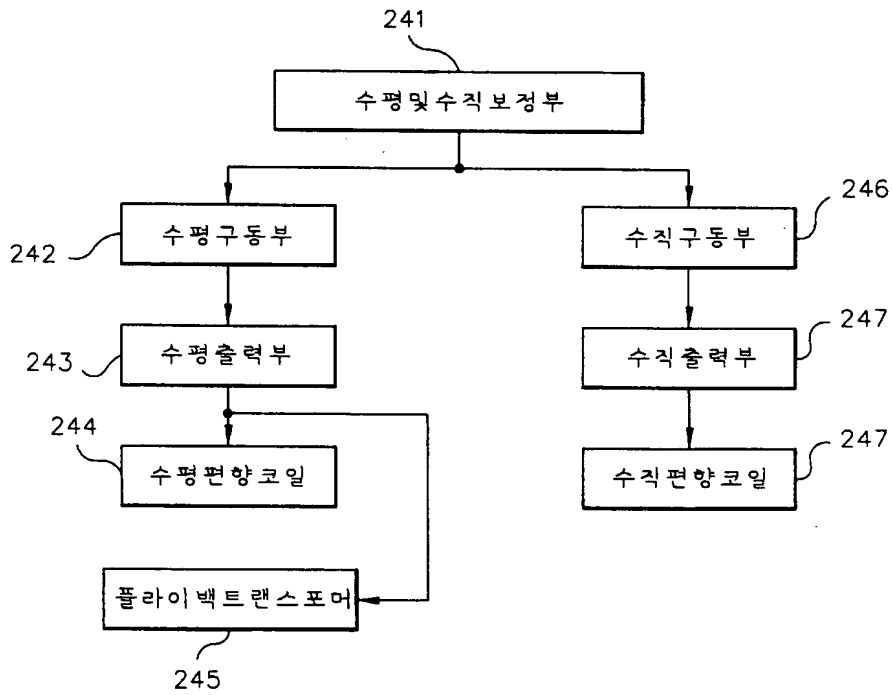 241
수평및수직보정부
수평구동부
242
수직구동부
246
수평출력부
243
수직출력부
247
244
수평편향코일
수직편향코일
247
플라이백트랜스포머
245